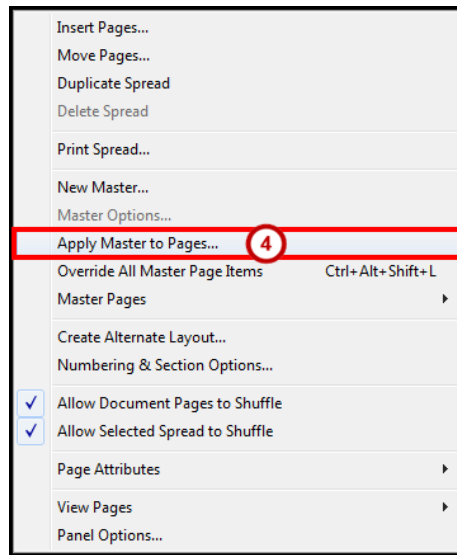 Insert Pages...
Move Pages...
Duplicate Spread
Delete Spread
Print Spread...
New Master...
Master Options...
Apply Master to Pages... 4
Override All Master Page Items Ctrl+Alt+Shift+L
Master Pages
Create Alternate Layout...
Numbering & Section Options...
Allow Document Pages to Shuffle
Allow Selected Spread to Shuffle
Page Attributes
View Pages
Panel Options...